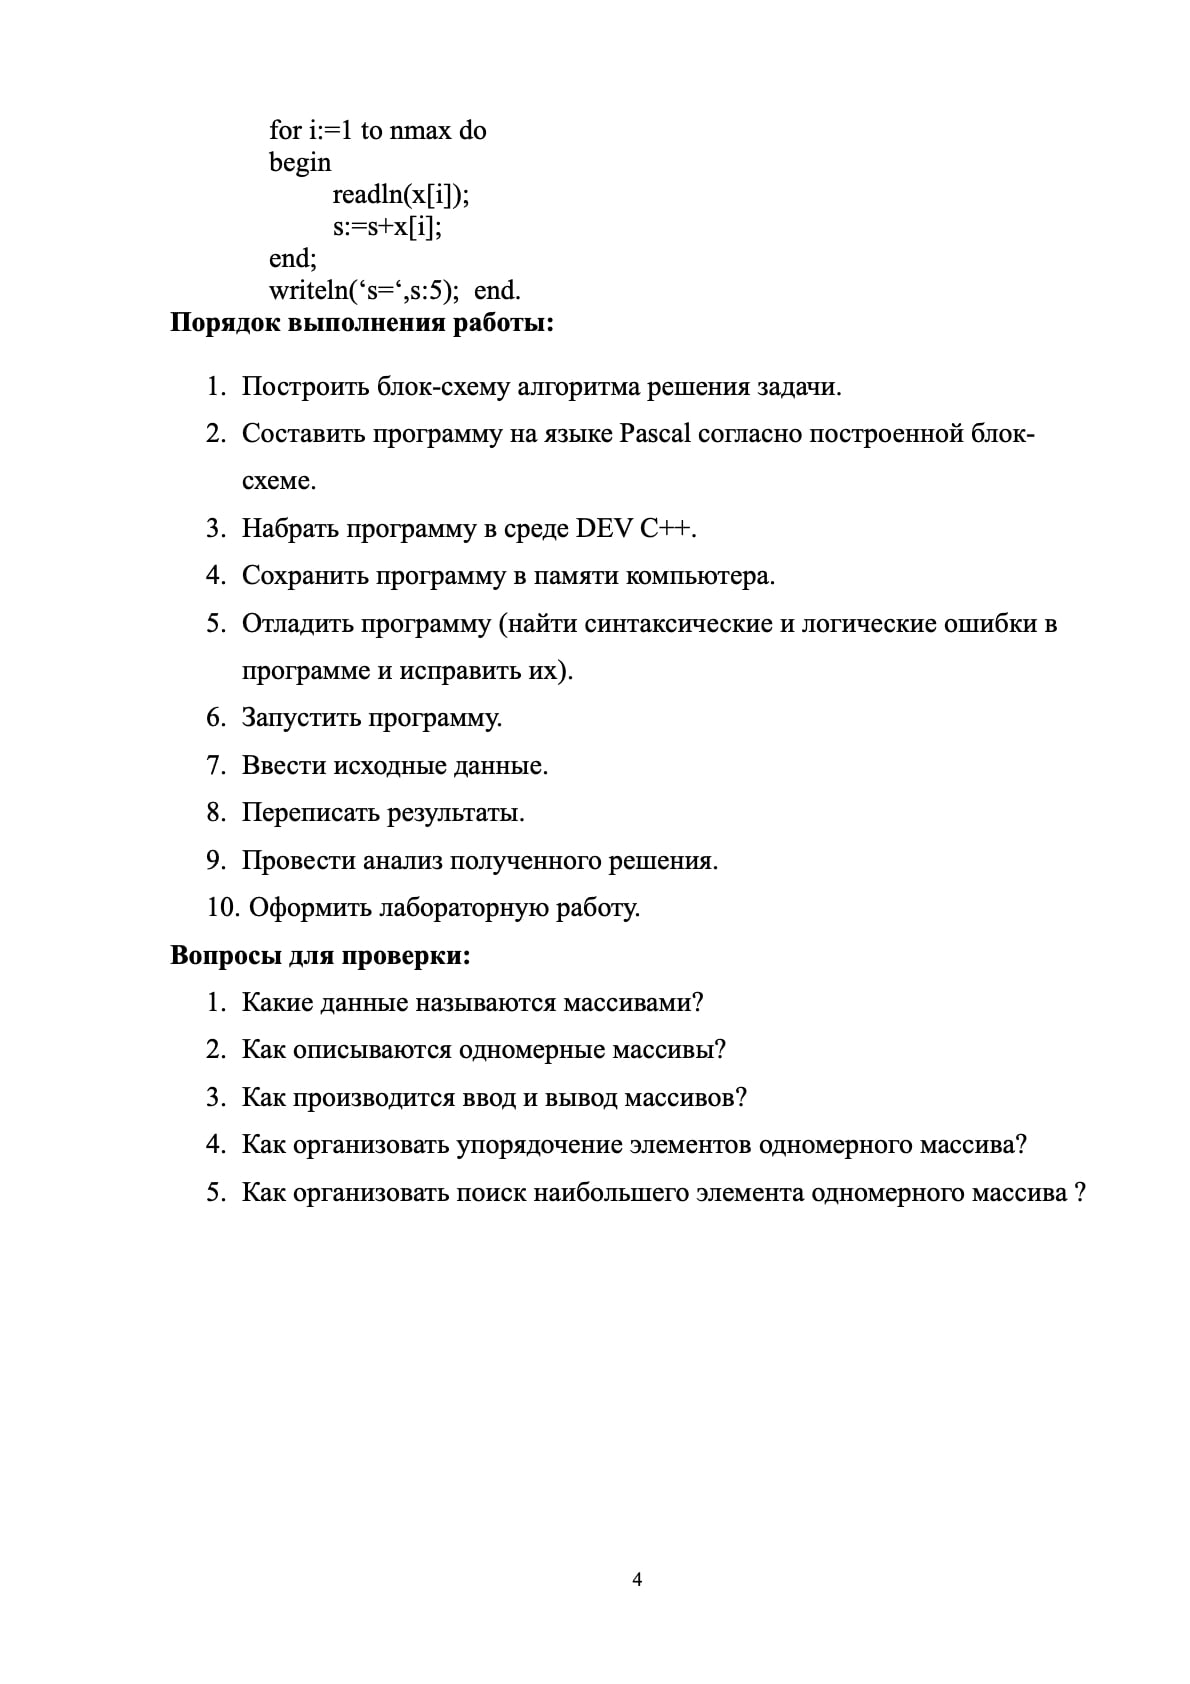 for i:=1 to nmax do
begin
readln(x[i]);
s:=s+x[i];
end;
writeln(‘s=‘,s:5);  end.
Порядок выполнения работы:
1. Построить блок-схему алгоритма решения задачи.
2. Составить программу на языке Pascal согласно построенной блок-
схеме.
3. Набрать программу в среде DEV C++.
4. Сохранить программу в памяти компьютера.
5. Отладить программу (найти синтаксические и логические ошибки в
программе и исправить их).
6. Запустить программу.
7. Ввести исходные данные.
8. Переписать результаты.
9. Провести анализ полученного решения.
10. Оформить лабораторную работу.
Вопросы для проверки:
1. Какие данные называются массивами?
2. Как описываются одномерные массивы?
3. Как производится ввод и вывод массивов?
4. Как организовать упорядочение элементов одномерного массива?
5. Как организовать поиск наибольшего элемента одномерного массива ?
4